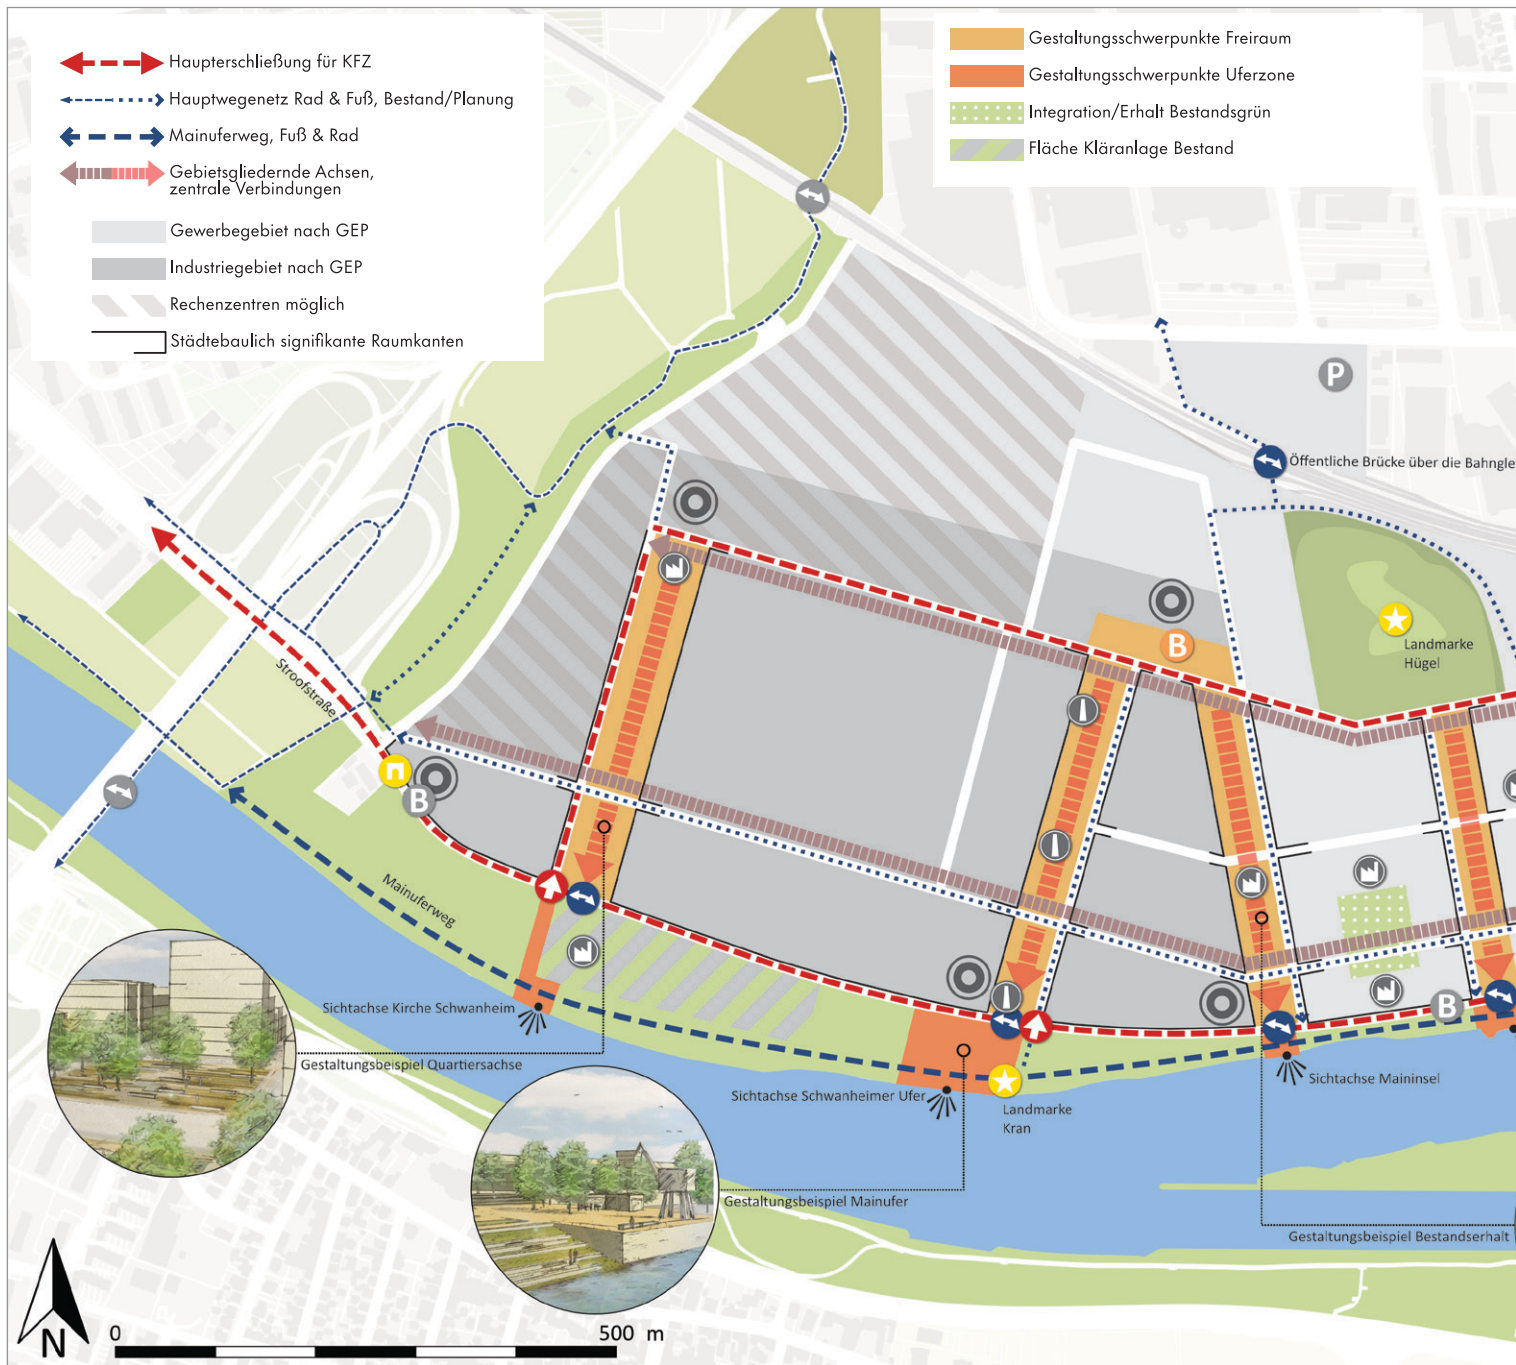 Haupterschließung für KFZ
Hauptwegenetz Rad & Fuß, Bestand/Planung
Mainuferweg, Fuß & Rad
Gebietsgliedernde Achsen,
zentrale Verbindungen
Gewerbegebiet nach GEP
Industriegebiet nach GEP
Rechenzentren möglich
Städtebaulich signifikante Raumkanten
Gestaltungsschwerpunkte Freiraum
Gestaltungsschwerpunkte Uferzone
Integration/Erhalt Bestandsgrün
Fläche Kläranlage Bestand
P
Öffentliche Brücke über die Bahngle
Landmarke
Hügel
B
Stroofstraße
B
Mainuferweg
B
Sichtachse Kirche Schwanheim
Gestaltungsbeispiel Quartiersachse
Sichtachse Schwanheimer Ufer
Landmarke
Kran
Sichtachse Maininsel
Gestaltungsbeispiel Mainufer
Gestaltungsbeispiel Bestandserhalt
N
0 500 m